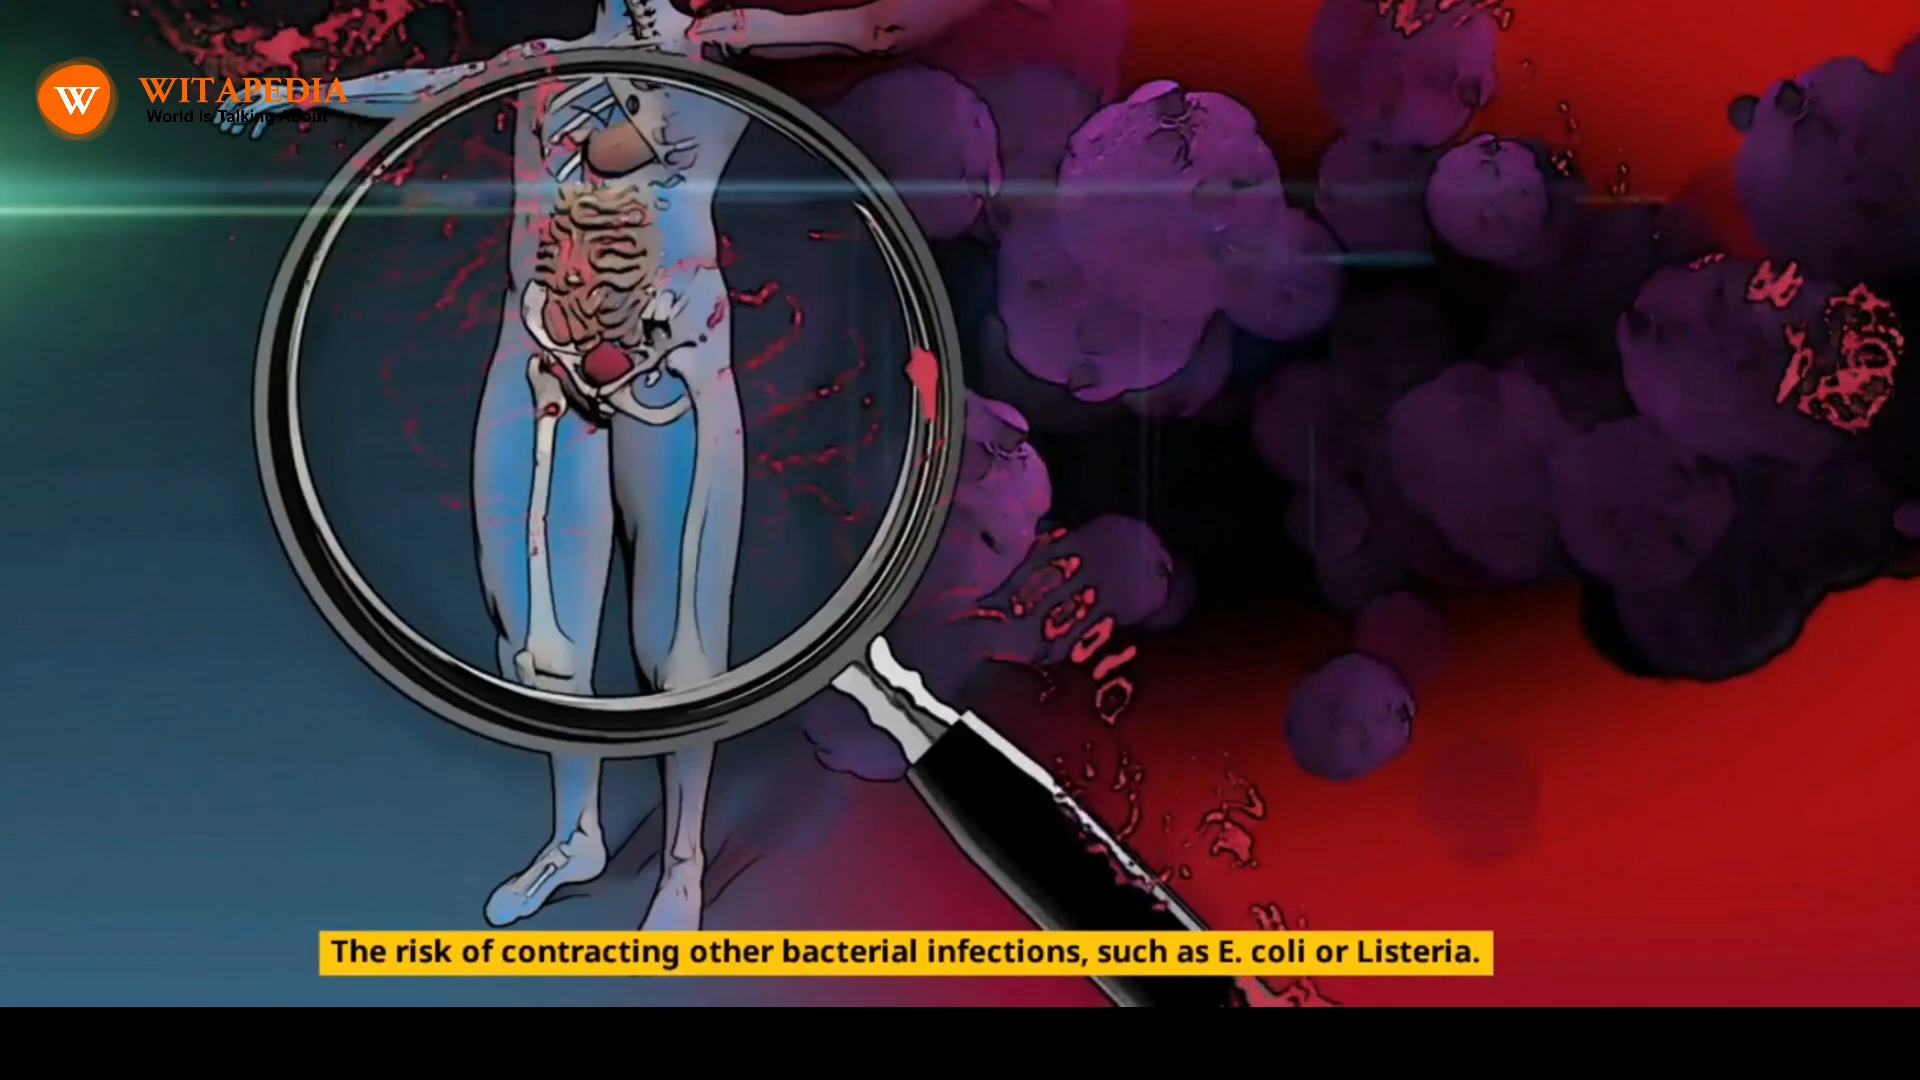 W
WITAPEDIA
World Is Talking About
The risk of contracting other bacterial infections, such as E. coli or Listeria.